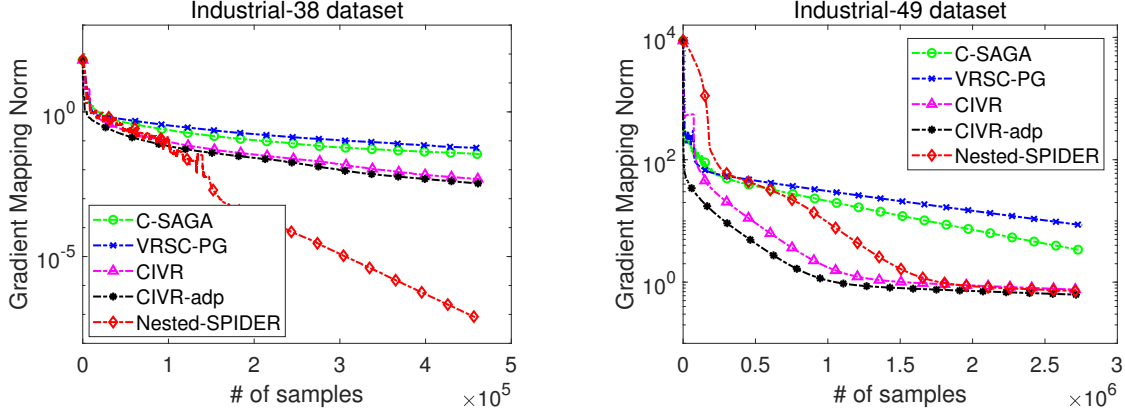 Industrial-38 dataset
Gradient Mapping Norm
10^0
10^-5
C-SAGA
VRSC-PG
CIVR
CIVR-adp
Nested-SPIDER
0 1 2 3 4 5
# of samples
×10^5
Industrial-49 dataset
Gradient Mapping Norm
10^4
10^2
10^0
C-SAGA
VRSC-PG
CIVR
CIVR-adp
Nested-SPIDER
0 0.5 1 1.5 2 2.5 3
# of samples
×10^6